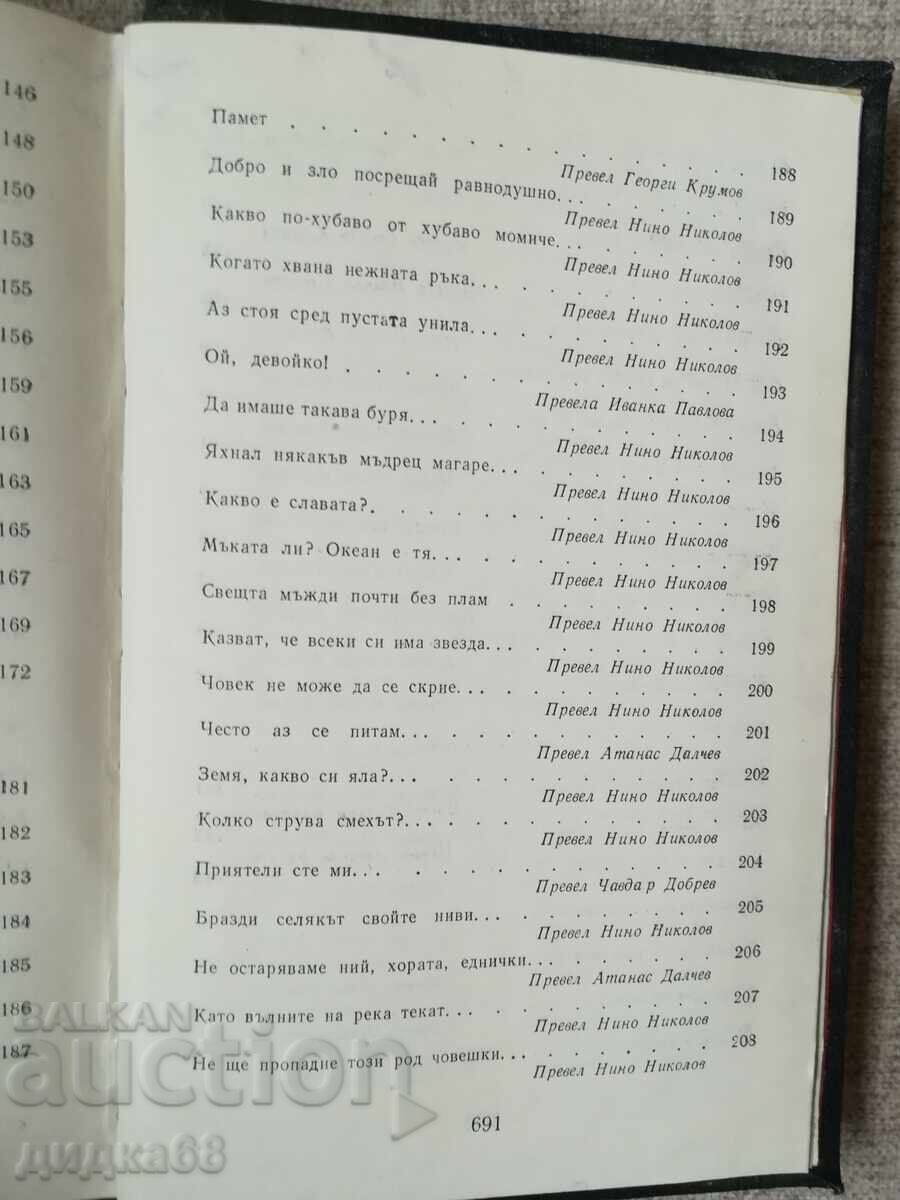 146
148
150
153
155
156
159
161
163
165
167
169
172
181
182
183
184
185
186
187
Памет . . . . . . . . . . . . 188
Превел Георги Крумов
Добро и зло посрещай равнодушно. . . . . . . . 189
Превел Нино Николов
Какво по-хубаво от хубаво момиче. . . . . . . . 190
Превел Нино Николов
Когато хвана нежната ръка. . . . . . . . . . 191
Превел Нино Николов
Аз стоя сред пустата унила. . . . . . . . . . 192
Превел Нино Николов
Ой, девойко! . . . . . . . . . . . . 193
Превела Иванка Павлова
Да имаше такава буря. . . . . . . . . . . 194
Превел Нино Николов
Яхнал някакъв мъдрец магаре. . . . . . . . . 195
Превел Нино Николов
Какво е славата? . . . . . . . . . . . 196
Превел Нино Николов
Мъката ли? Океан е тя. . . . . . . . . . 197
Превел Нино Николов
Свещта мъжди почти без плам . . . . . . . . 198
Превел Нино Николов
Казват, че всеки си има звезда. . . . . . . . . 199
Превел Нино Николов
Човек не може да се скрие. . . . . . . . . . 200
Превел Нино Николов
Често аз се питам. . . . . . . . . . . 201
Превел Атанас Далчев
Земя, какво си яла?. . . . . . . . . . . 202
Превел Нино Николов
Колко струва смехът?. . . . . . . . . . . 203
Превел Нино Николов
Приятели сте ми. . . . . . . . . . . . 204
Превел Чавдар Добрев
Бразди селякът свойте ниви. . . . . . . . . . 205
Превел Нино Николов
Не остаряваме ний, хората, еднички. . . . . . . . 206
Превел Атанас Далчев
Като вълните на река текат. . . . . . . . . . 207
Превел Нино Николов
Не ще пропадне този род човешки. . . . . . . . 208
Превел Нино Николов
691
BALKAN
auction
дидка68